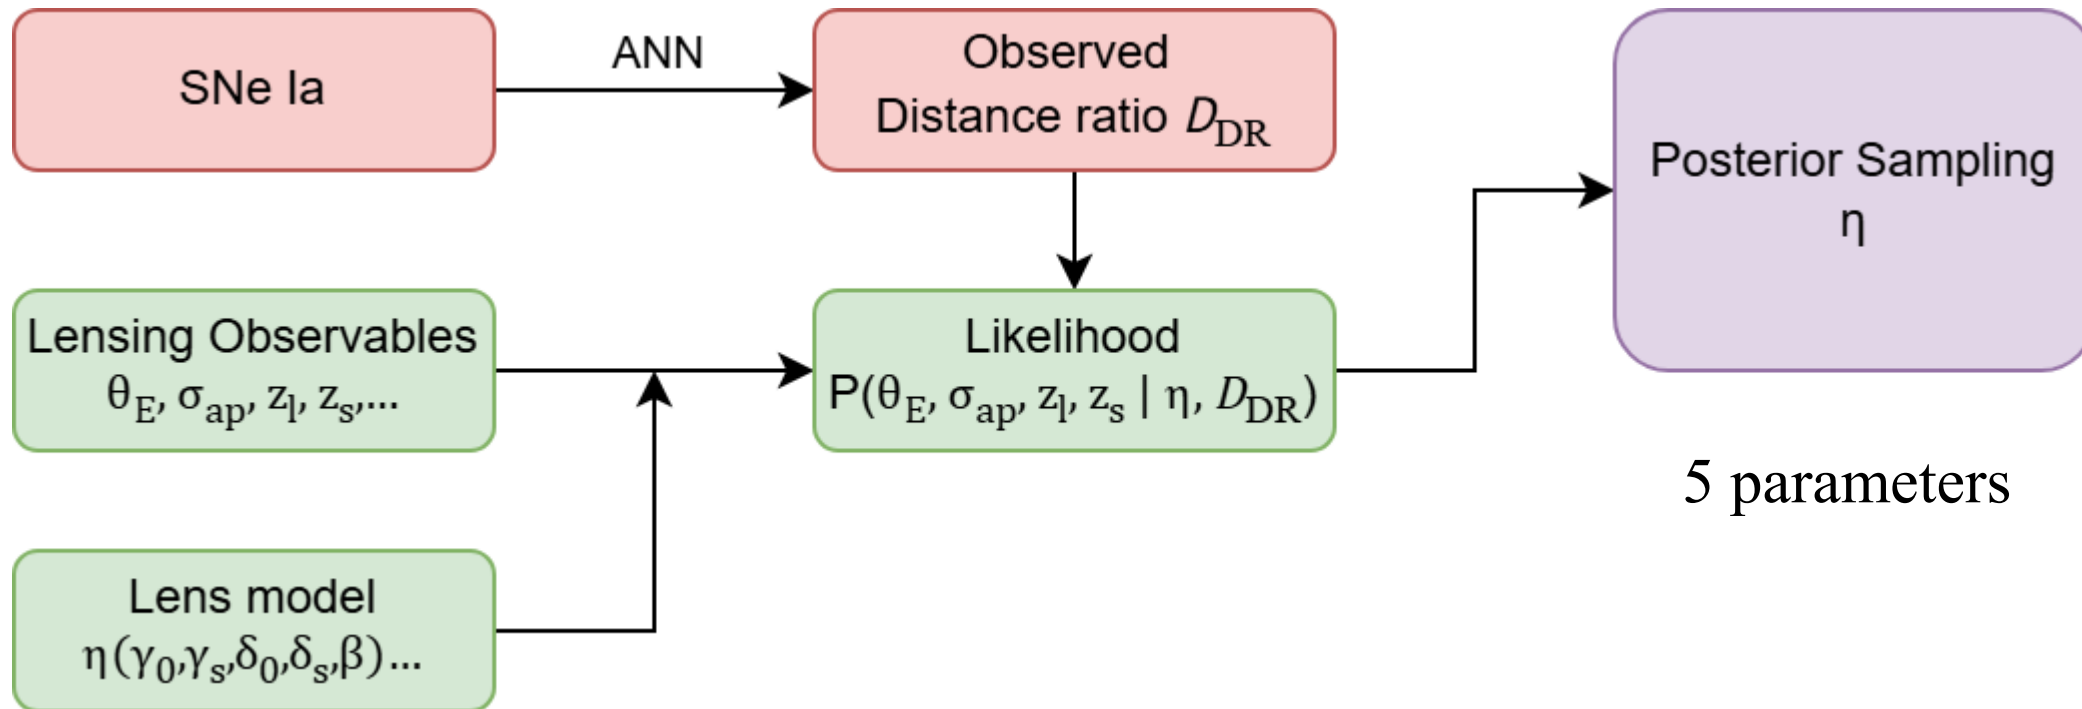 SNe Ia
ANN
Observed
Distance ratio D_DR
Posterior Sampling
η
Lensing Observables
θ_E, σ_ap, z_l, z_s,...
Likelihood
P(θ_E, σ_ap, z_l, z_s | η, D_DR)
5 parameters
Lens model
η(γ_0,γ_s,δ_0,δ_s,β)...